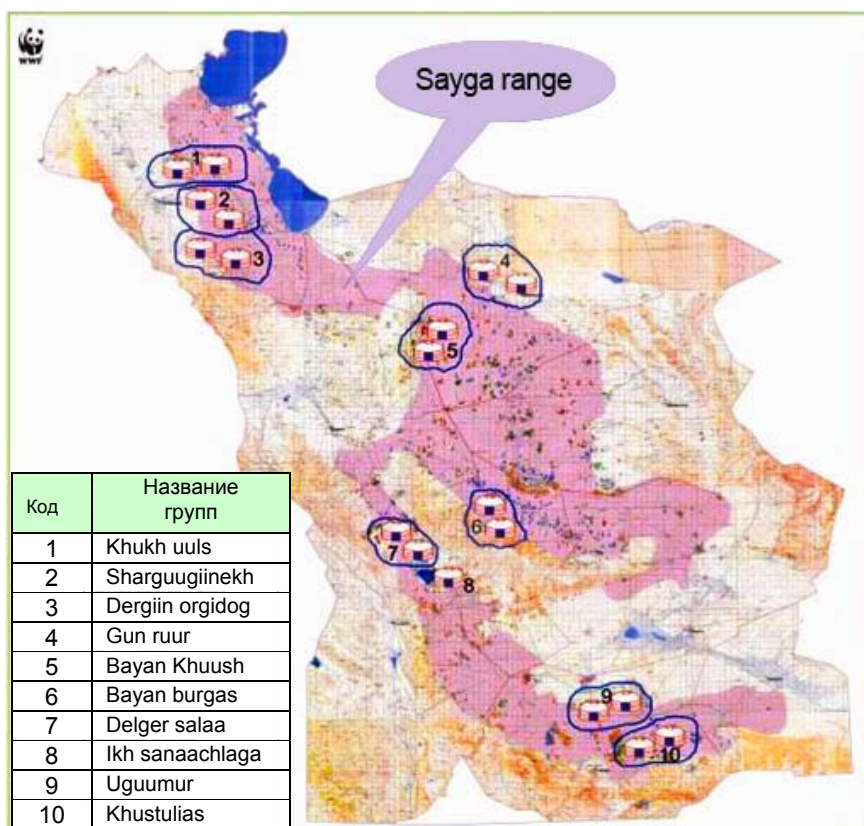 WWF
Sayga range
1
2
3
4
5
6
7
8
9
10
Код Название групп
1 Khukh uuls
2 Sharguugiinekh
3 Dergiin orgidog
4 Gun ruur
5 Bayan Khuush
6 Bayan burgas
7 Delger salaa
8 Ikh sanaachlaga
9 Uguumur
10 Khustulias